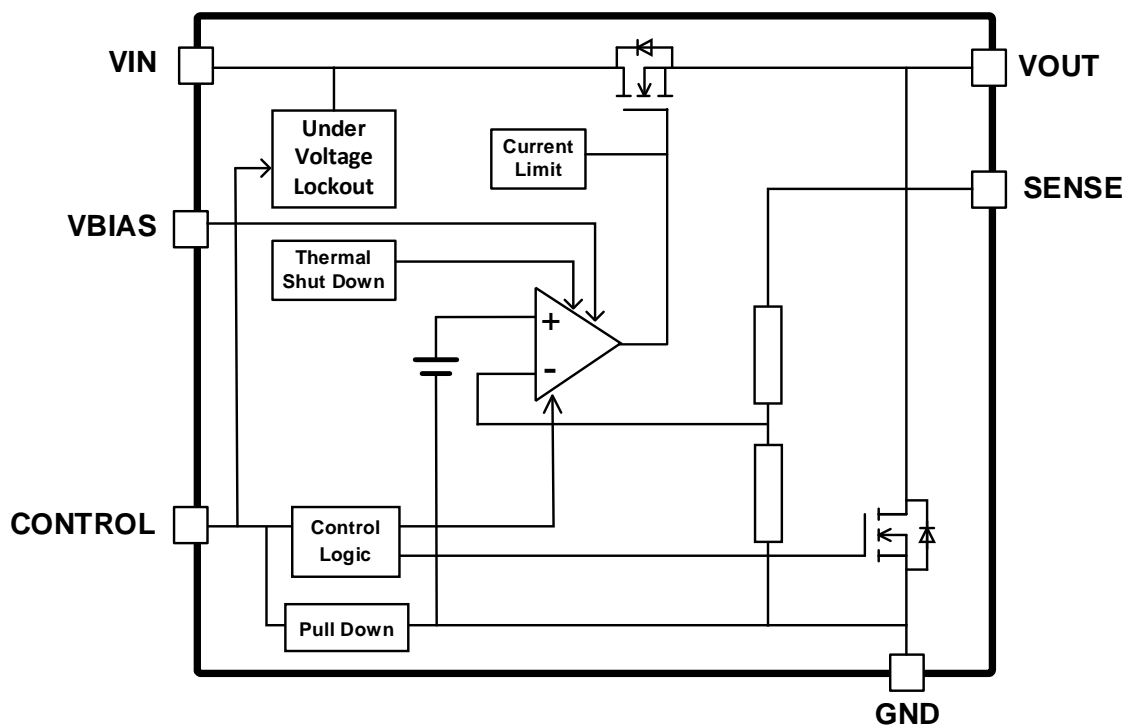 VIN
VOUT
Under
Voltage
Lockout
Current
Limit
SENSE
VBIAS
Thermal
Shut Down
+
-
CONTROL
Control
Logic
Pull Down
GND